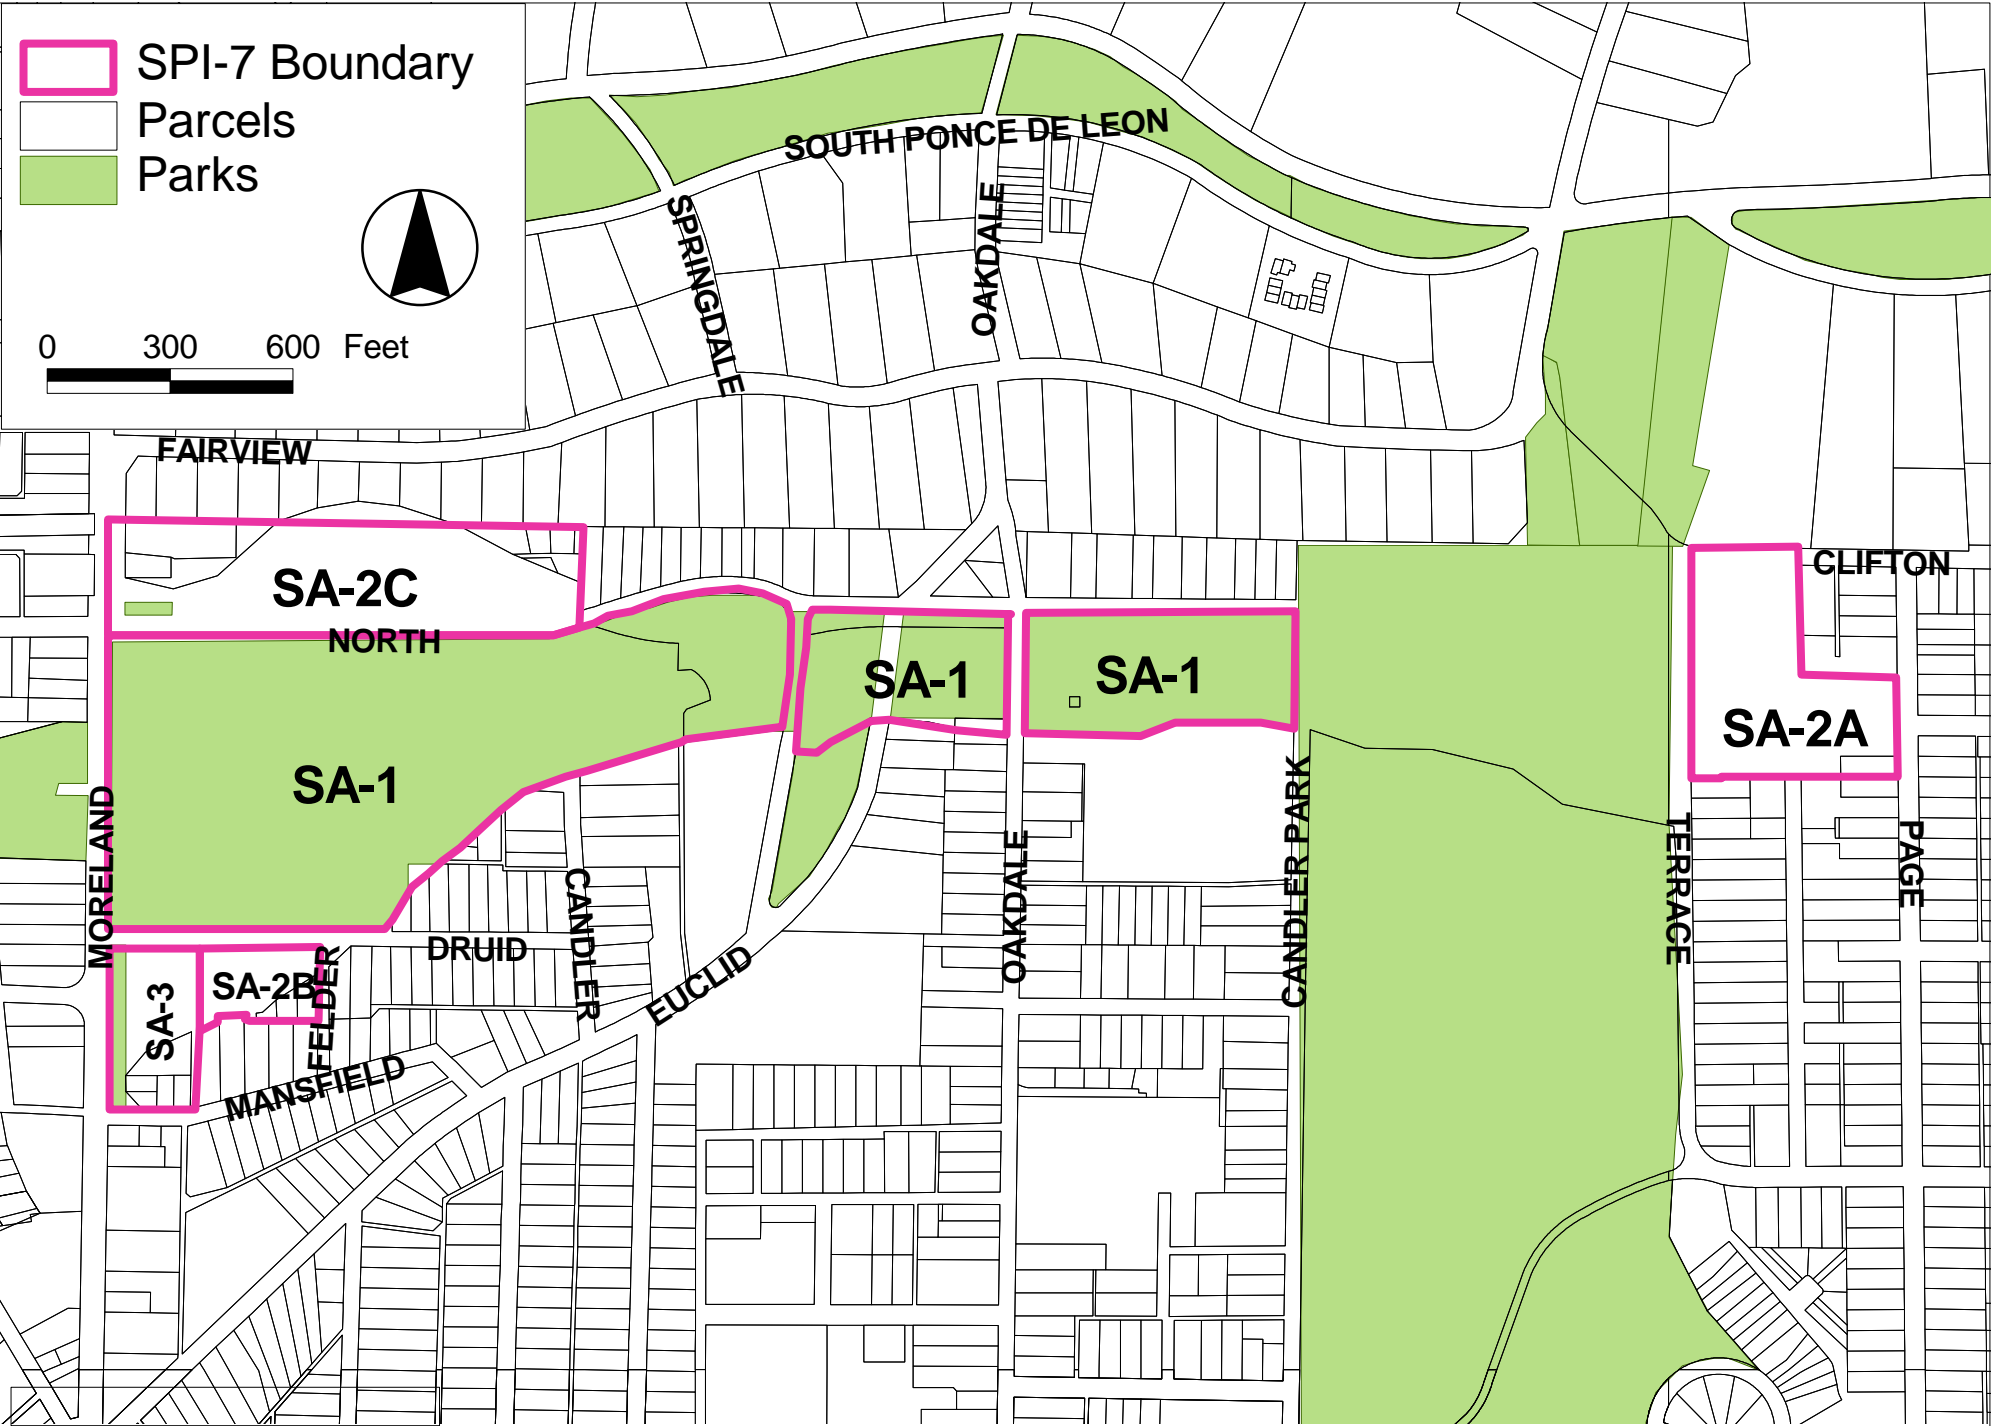 SPI-7 Boundary
Parcels
Parks
0 300 600 Feet
SOUTH PONCE DE LEON
SPRINGDALE
OAKDALE
FAIRVIEW
CLIFTON
SA-2C
NORTH
SA-1
SA-1
SA-2A
SA-1
MORELAND
CANDLER
OAKDALE
CANDLER PARK
TERRACE
PAGE
DRUID
EUCLID
SA-3
SA-2B
FELDER
MANSFIELD